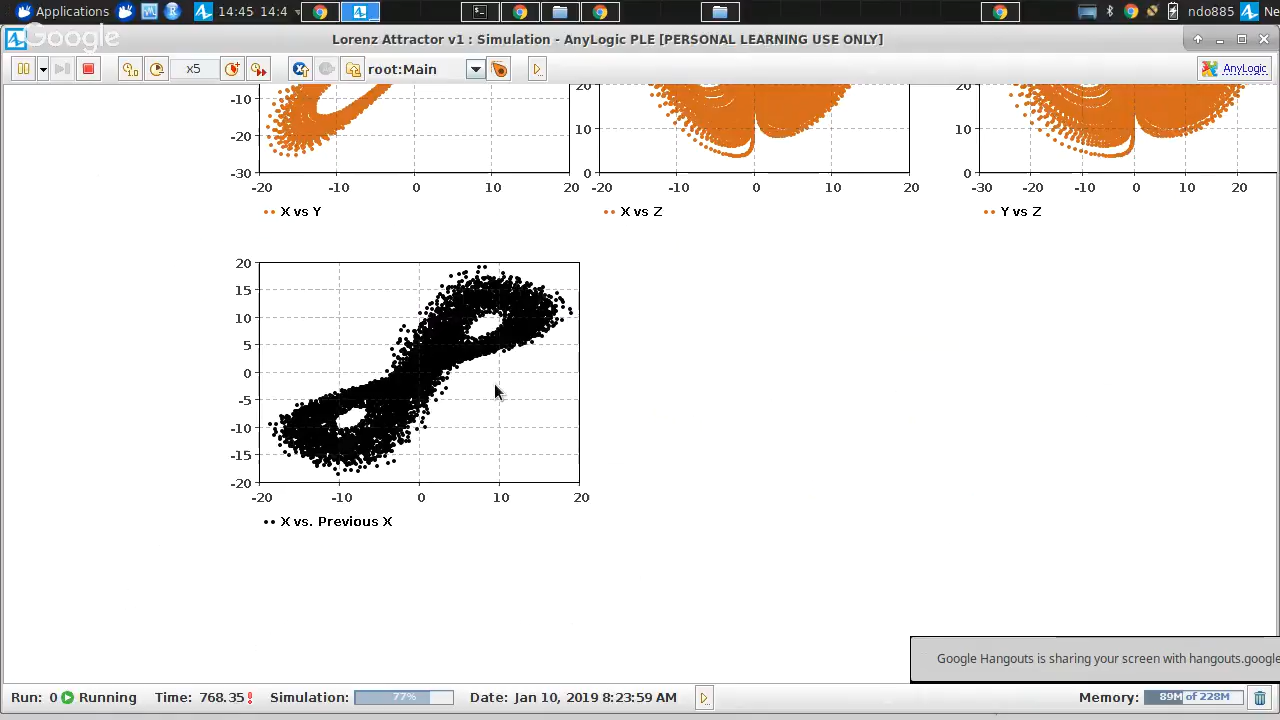 Applications 14:45 14:4 ndo885 Ne
Google
Lorenz Attractor v1 : Simulation - AnyLogic PLE [PERSONAL LEARNING USE ONLY]
x5 root:Main AnyLogic
-10 20 20
-20 10 10
-30 0 0
-20 -10 0 10 20 -20 -10 0 10 20 -30 -20 -10 0 10 20
X vs Y X vs Z Y vs Z
20
15
10
5
0
-5
-10
-15
-20
-20 -10 0 10 20
X vs. Previous X
Google Hangouts is sharing your screen with hangouts.google
Run: 0 Running Time: 768.35 Simulation: 77% Date: Jan 10, 2019 8:23:59 AM Memory: 89M of 228M